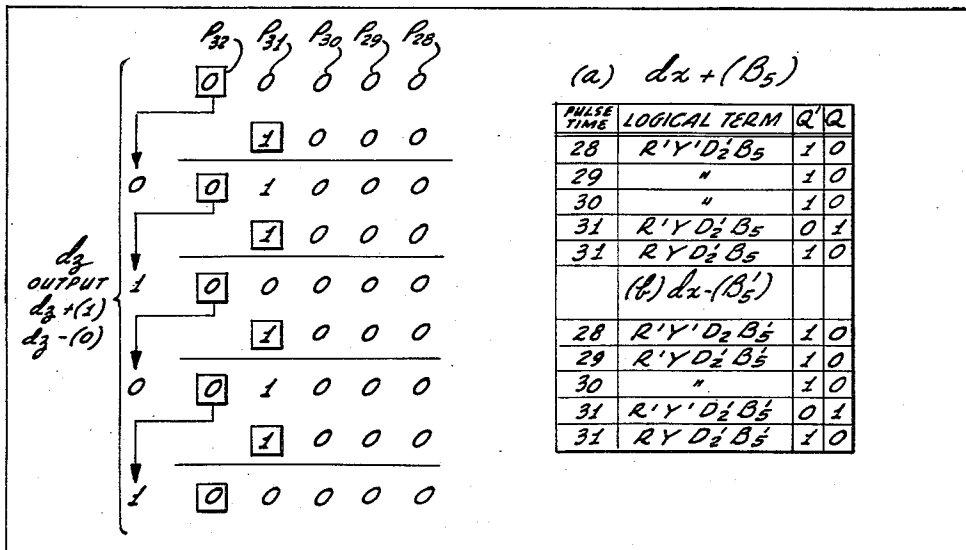 P32 P31 P30 P29 P28
0 0 0 0 0
1 0 0 0
0 0 1 0 0 0
1 0 0 0
1 0 0 0 0 0
1 0 0 0
0 0 1 0 0 0
1 0 0 0
1 0 0 0 0 0
dz
OUTPUT
dz+(1)
dz-(0)
(a) dx+(B5)
PULSE TIME LOGICAL TERM Q' Q
28 R'Y'D2'B5 1 0
29 " 1 0
30 " 1 0
31 R'YD2'B5 0 1
31 RYD2'B5 1 0
(b) dx-(B5')
28 R'Y'D2B5' 1 0
29 R'Y'D2'B5' 1 0
30 " 1 0
31 R'Y'D2'B5' 0 1
31 RYD2'B5' 1 0